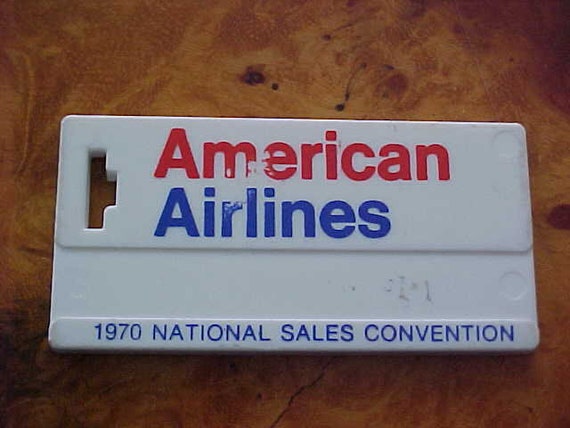 American
Airlines
1970 NATIONAL SALES CONVENTION